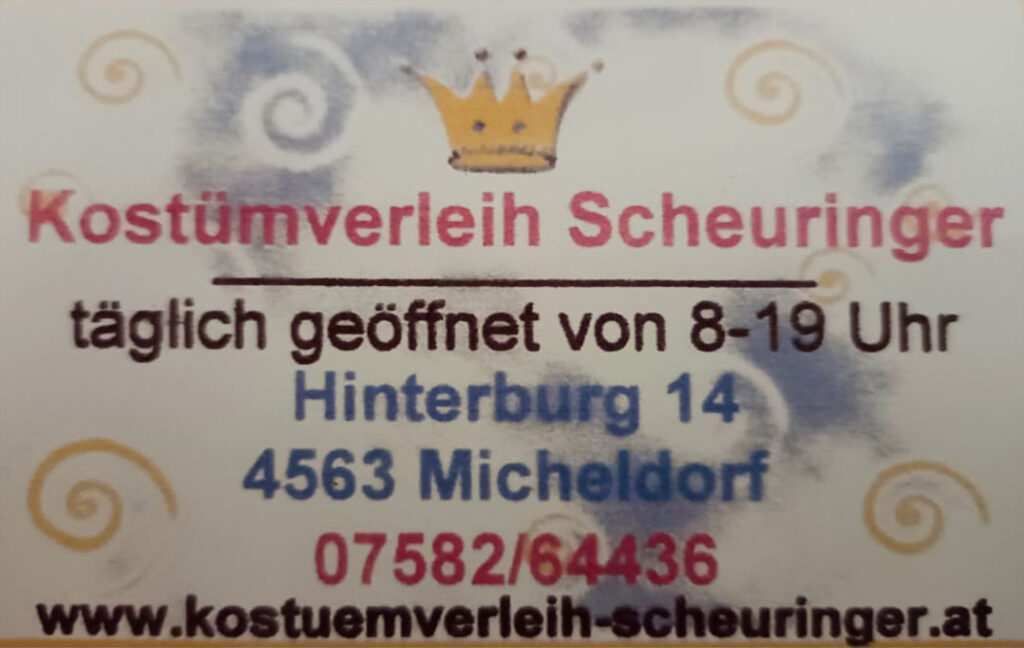 Kostümverleih Scheuringer
täglich geöffnet von 8-19 Uhr
Hinterburg 14
4563 Micheldorf
07582/64436
www.kostuemverleih-scheuringer.at